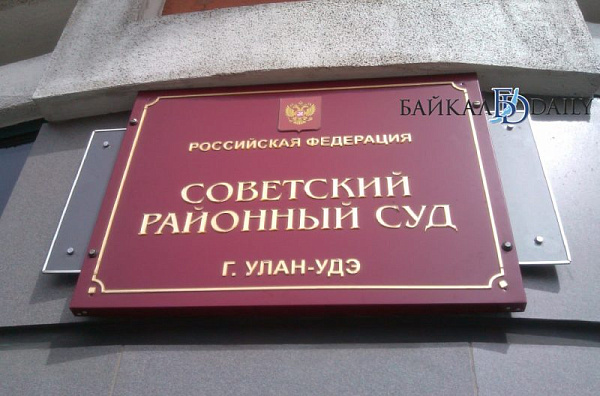 БАЙКАЛ DAILY
РОССИЙСКАЯ ФЕДЕРАЦИЯ
СОВЕТСКИЙ
РАЙОННЫЙ СУД
Г. УЛАН-УДЭ